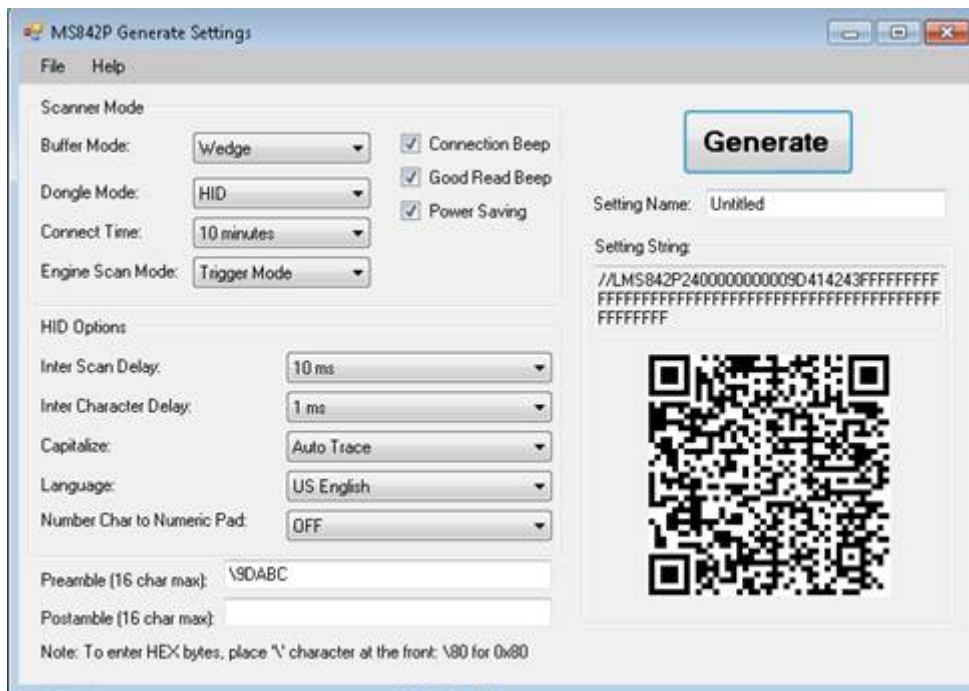 MS842P Generate Settings
File Help
Scanner Mode
Buffer Mode: Wedge
Dongle Mode: HID
Connect Time: 10 minutes
Engine Scan Mode: Trigger Mode
Connection Beep
Good Read Beep
Power Saving
HID Options
Inter Scan Delay: 10 ms
Inter Character Delay: 1 ms
Capitalize: Auto Trace
Language: US English
Number Char to Numeric Pad: OFF
Preamble (16 char max): \9DABC
Postamble (16 char max):
Note: To enter HEX bytes, place '\' character at the front: \80 for 0x80
Generate
Setting Name: Untitled
Setting String:
//LMS842P2400000000009D414243FFFFFFFFF
FFFFFFFFFFFFFFFFFFFFFFFFFFFFFFFFFFFFFFF
FFFFFFFF